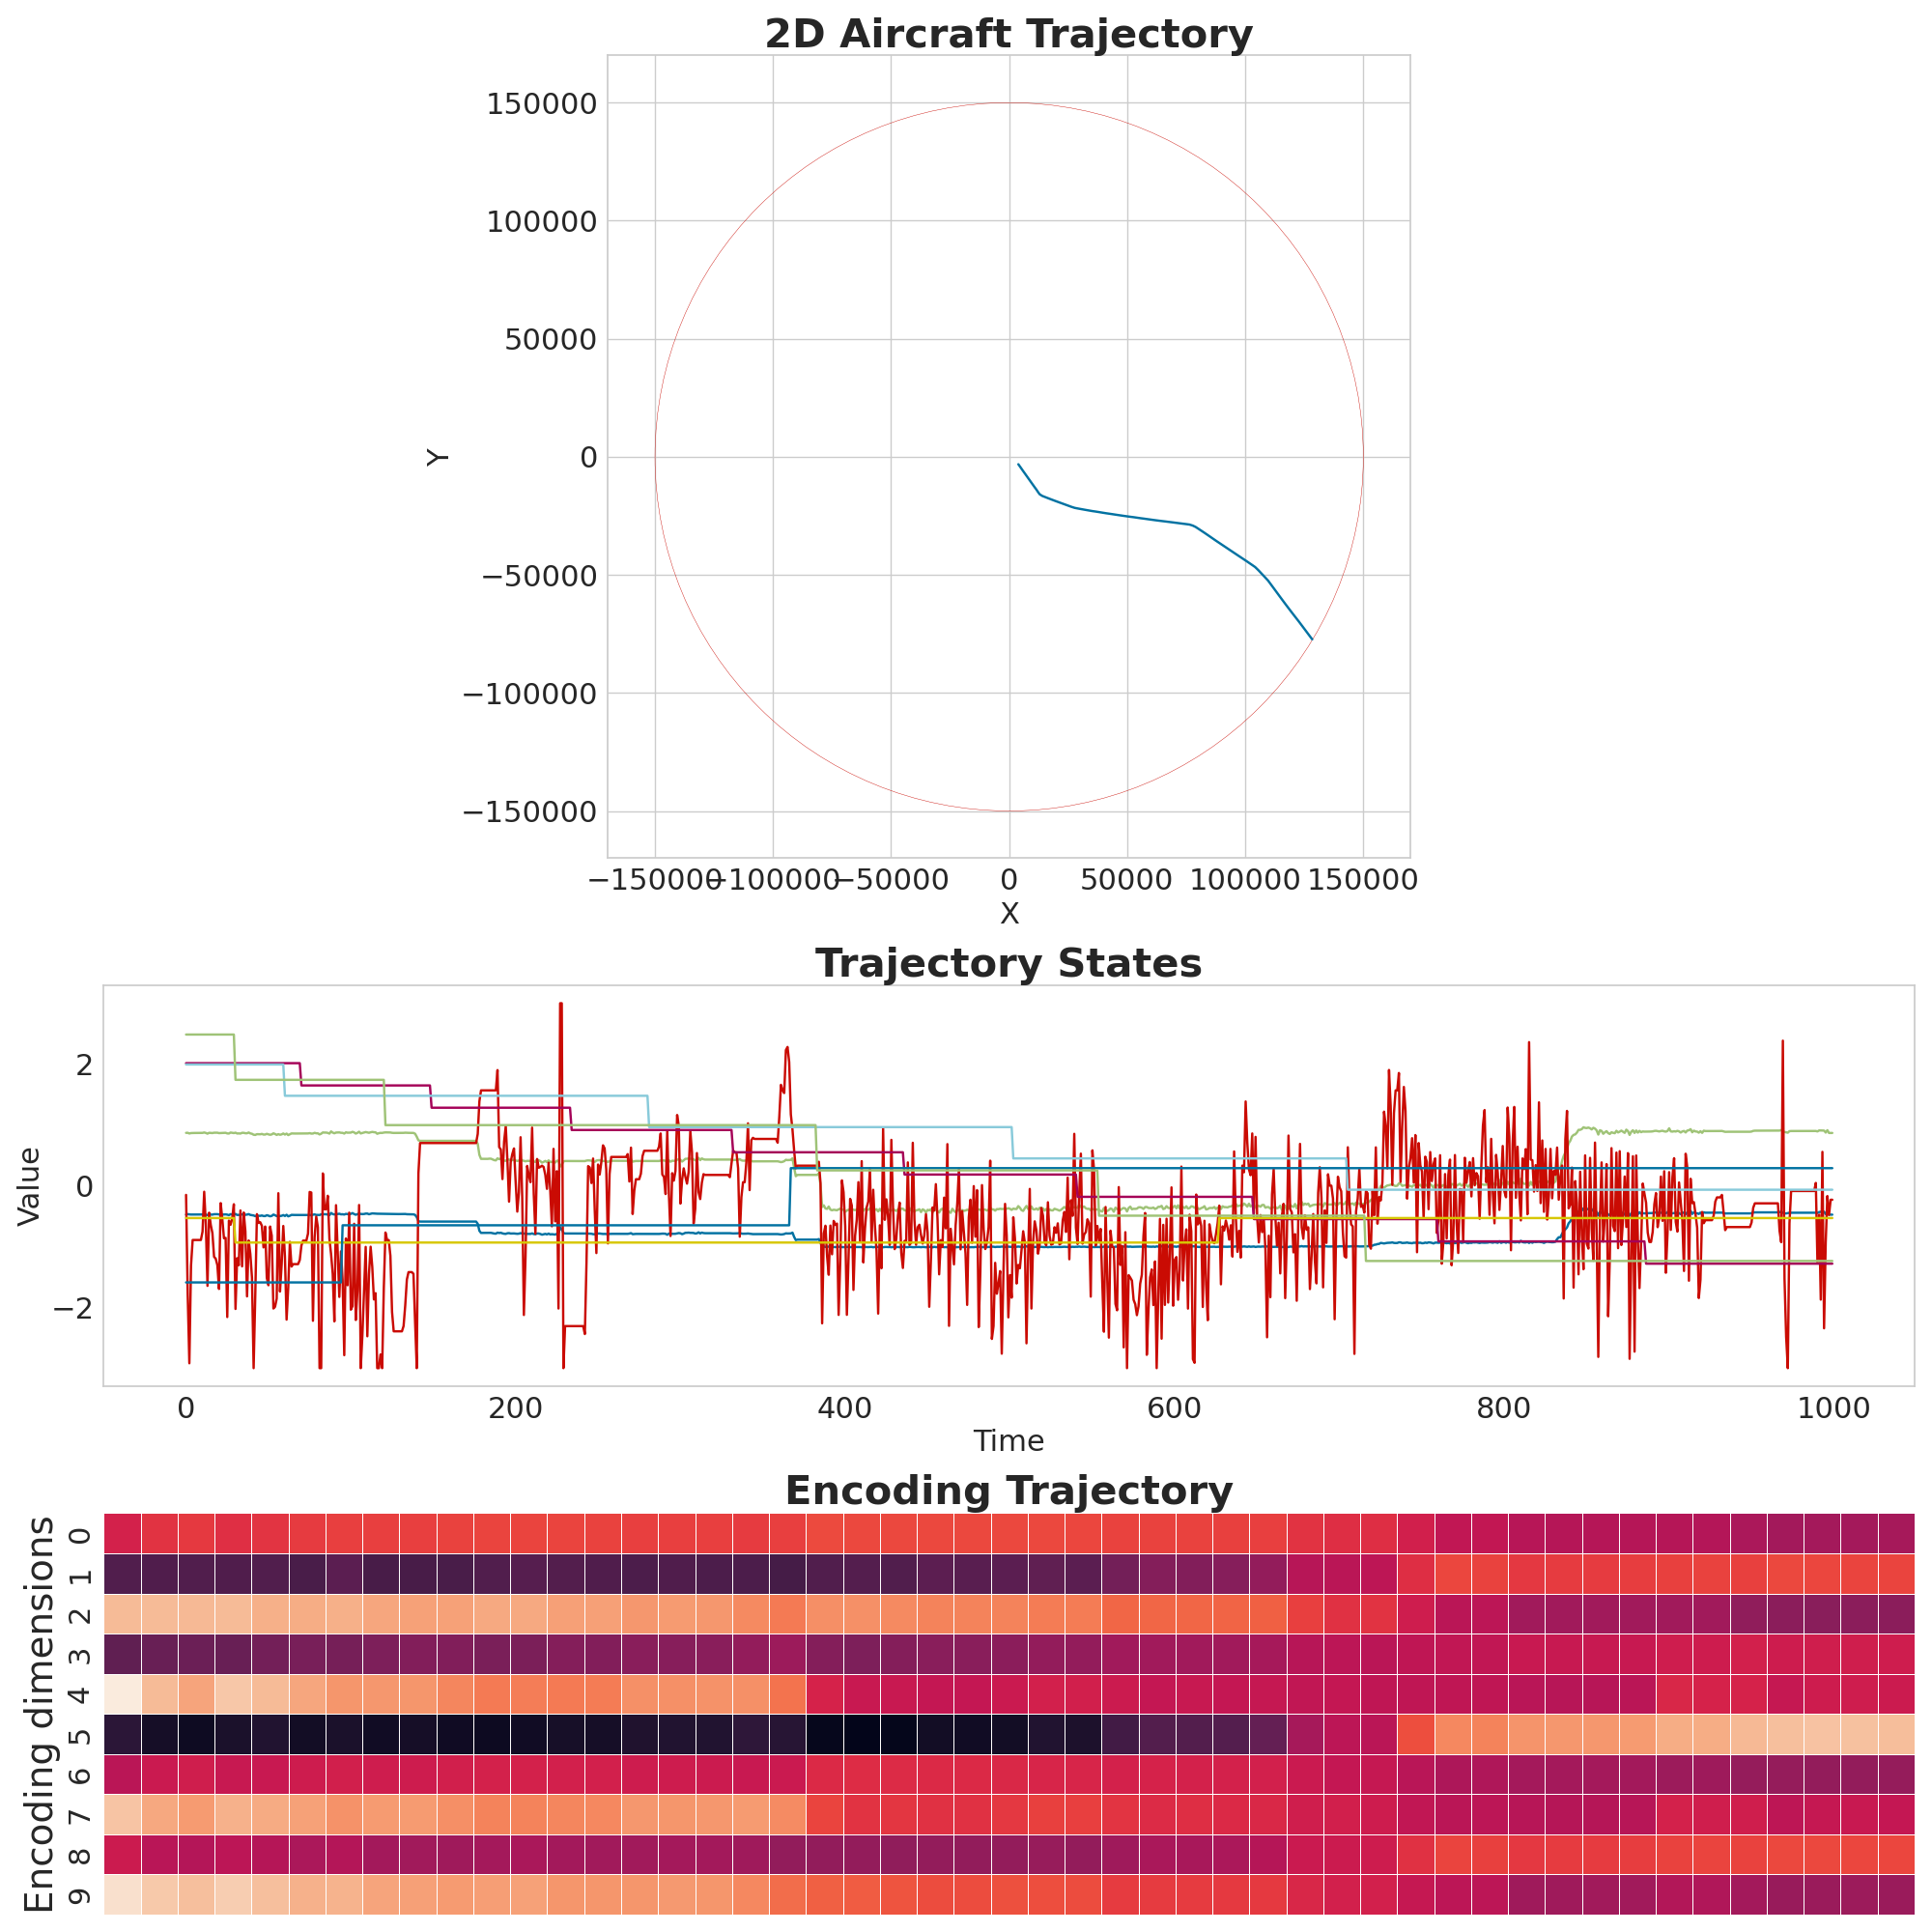 2D Aircraft Trajectory
150000
100000
50000
0
−50000
−100000
−150000
Y
−150000 −100000 −50000 0 50000 100000 150000
X
Trajectory States
2
0
−2
Value
0 200 400 600 800 1000
Time
Encoding Trajectory
Encoding dimensions
0
1
2
3
4
5
6
7
8
9